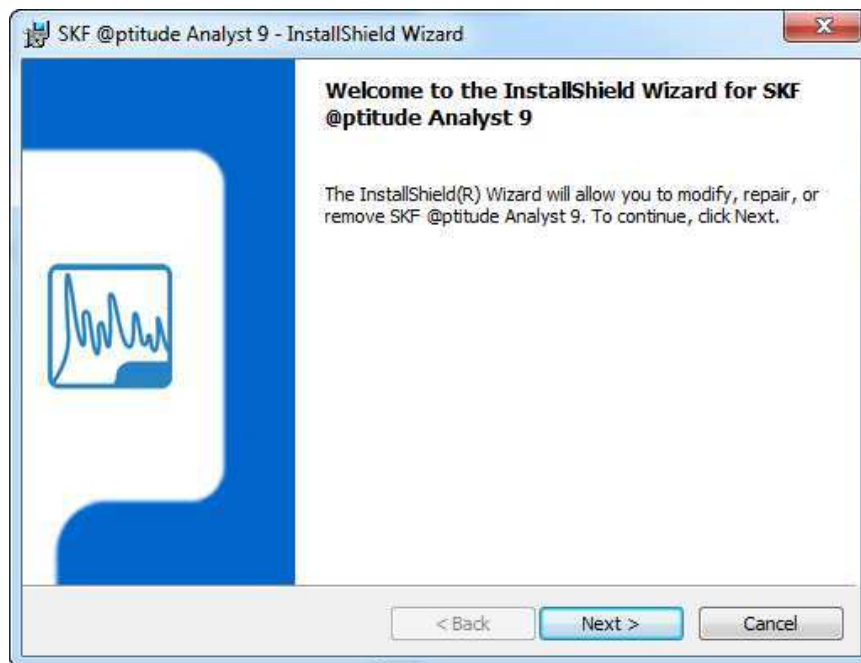 SKF @ptitude Analyst 9 - InstallShield Wizard
Welcome to the InstallShield Wizard for SKF
@ptitude Analyst 9
The InstallShield(R) Wizard will allow you to modify, repair, or
remove SKF @ptitude Analyst 9. To continue, click Next.
< Back Next > Cancel